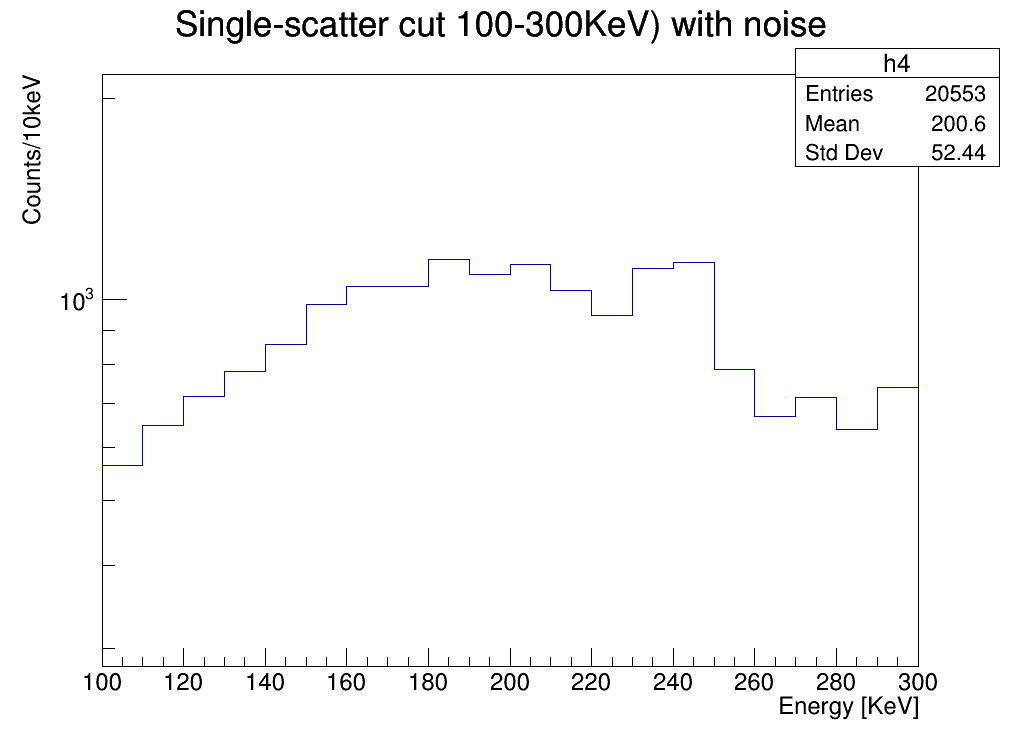 Single-scatter cut 100-300KeV) with noise
h4
Entries 20553
Mean 200.6
Std Dev 52.44
Counts/10keV
10³
100 120 140 160 180 200 220 240 260 280 300
Energy [KeV]